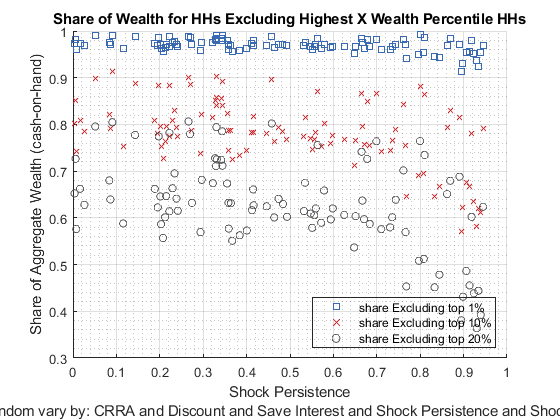 Share of Wealth for HHs Excluding Highest X Wealth Percentile HHs
Share of Aggregate Wealth (cash-on-hand)
1
0.9
0.8
0.7
0.6
0.5
0.4
0.3
share Excluding top 1%
share Excluding top 10%
share Excluding top 20%
0 0.1 0.2 0.3 0.4 0.5 0.6 0.7 0.8 0.9 1
Shock Persistence
ndom vary by: CRRA and Discount and Save Interest and Shock Persistence and Sho